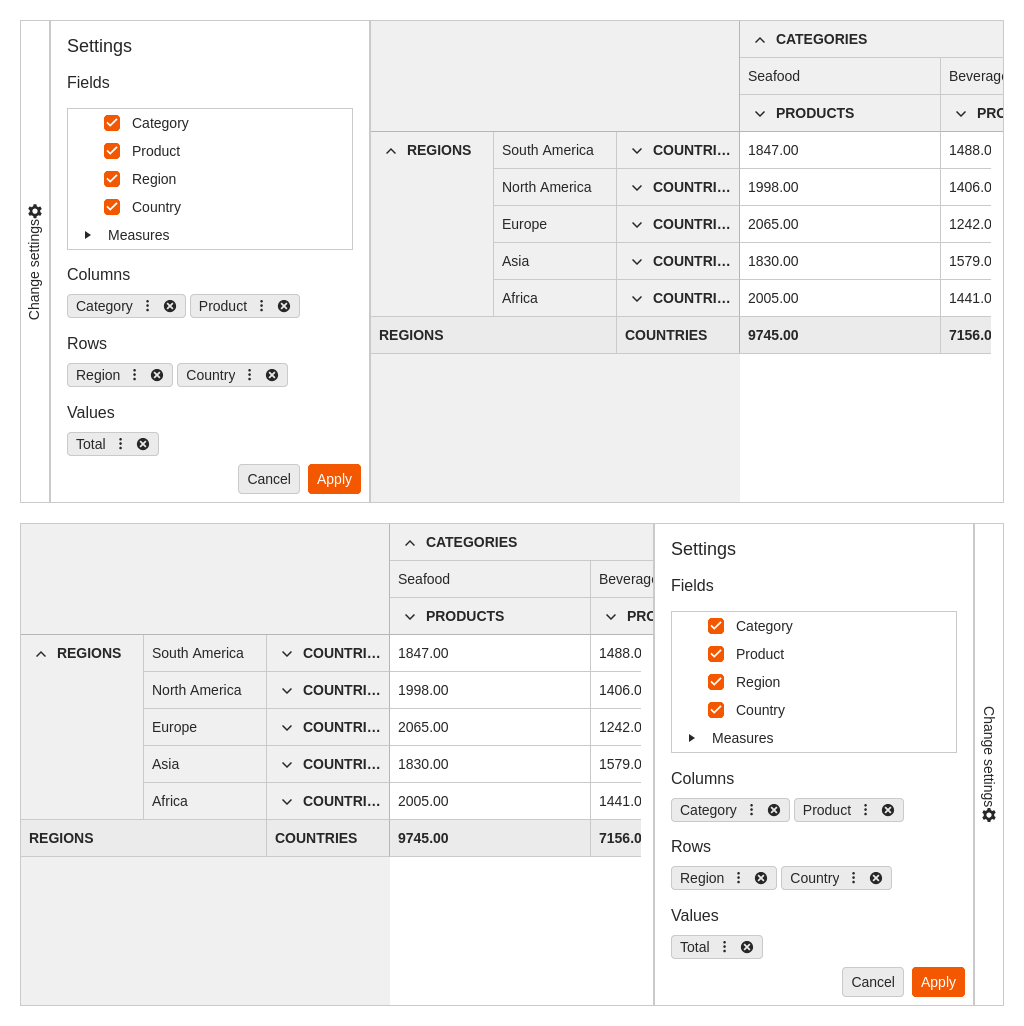 Change settings
Settings
Fields
Category
Product
Region
Country
Measures
Columns
Category Product
Rows
Region Country
Values
Total
Cancel Apply
CATEGORIES
Seafood Beverage
PRODUCTS PRO
REGIONS South America COUNTRI... 1847.00 1488.0
North America COUNTRI... 1998.00 1406.0
Europe COUNTRI... 2065.00 1242.0
Asia COUNTRI... 1830.00 1579.0
Africa COUNTRI... 2005.00 1441.0
REGIONS COUNTRIES 9745.00 7156.0
CATEGORIES
Seafood Beverage
PRODUCTS PRO
REGIONS South America COUNTRI... 1847.00 1488.0
North America COUNTRI... 1998.00 1406.0
Europe COUNTRI... 2065.00 1242.0
Asia COUNTRI... 1830.00 1579.0
Africa COUNTRI... 2005.00 1441.0
REGIONS COUNTRIES 9745.00 7156.0
Settings
Fields
Category
Product
Region
Country
Measures
Columns
Category Product
Rows
Region Country
Values
Total
Cancel Apply
Change settings